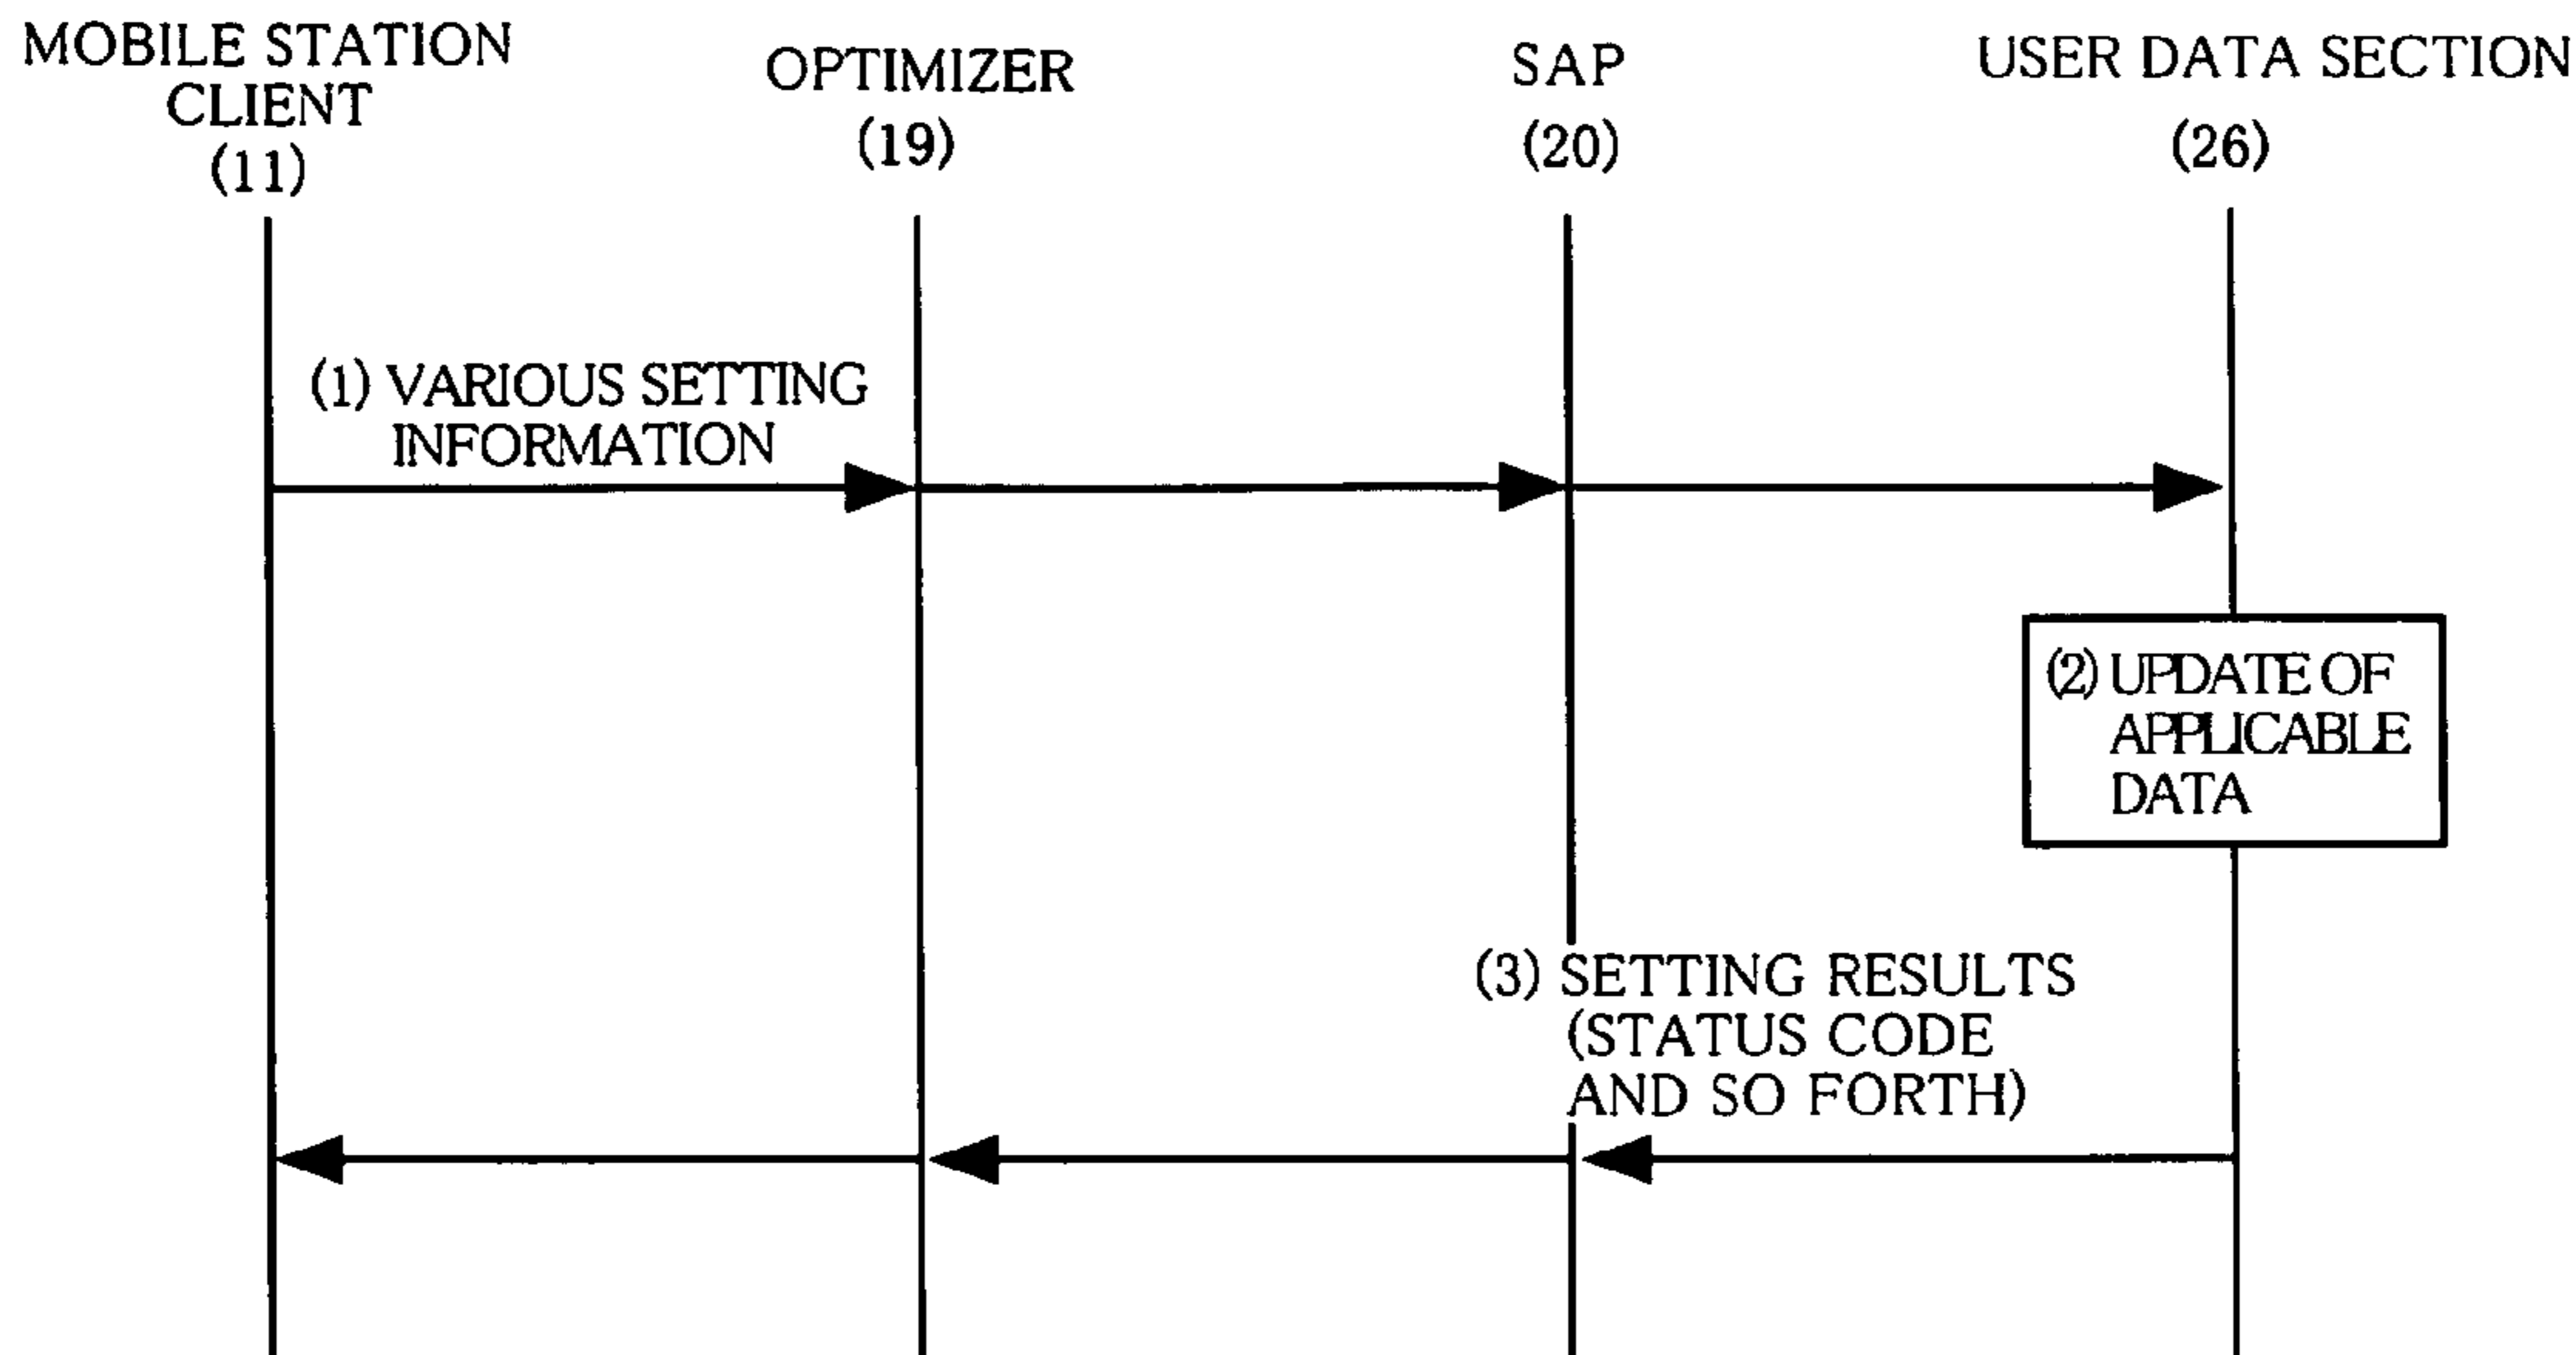 MOBILE STATION
CLIENT
(11)
OPTIMIZER
(19)
SAP
(20)
USER DATA SECTION
(26)
(1) VARIOUS SETTING
INFORMATION
(2) UPDATE OF
APPLICABLE
DATA
(3) SETTING RESULTS
(STATUS CODE
AND SO FORTH)